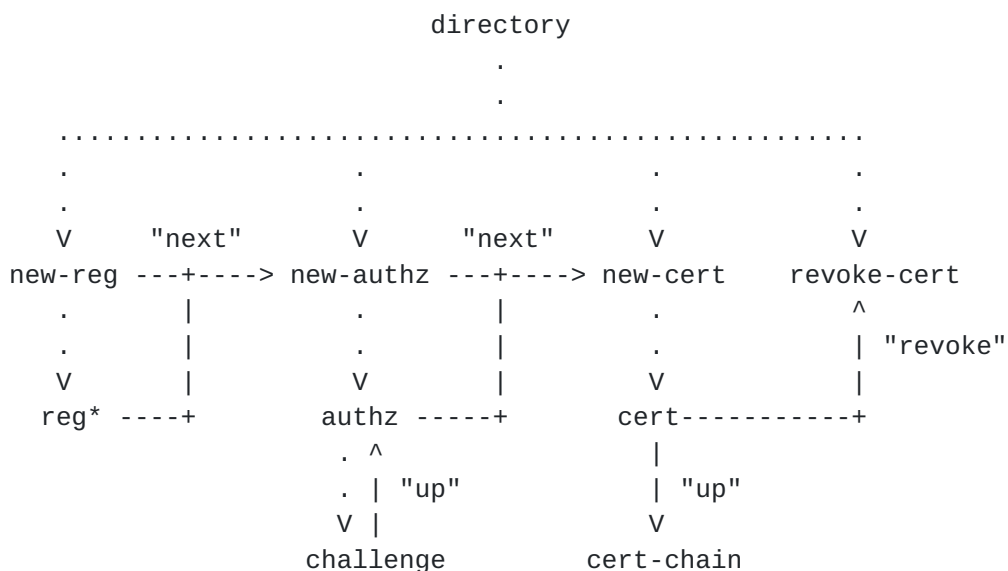 directory
.
.
....................................................
. . . .
. . . .
V "next" V "next" V V
new-reg ---+----> new-authz ---+----> new-cert revoke-cert
. | . | . ^
. | . | . | "revoke"
V | V | V |
reg* ----+ authz -----+ cert-----------+
. ^ |
. | "up" | "up"
V | V
challenge cert-chain